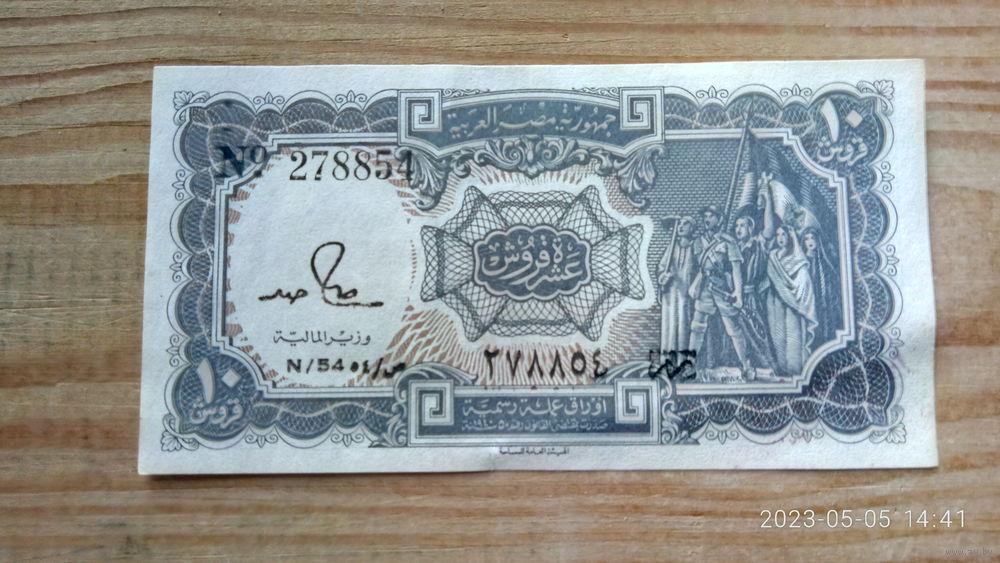 جمهورية مصر العربية
١٠
قروش
Nº 278854
عشرة قروش
وزير المالية
N/54 ٥٤/ص
٢٧٨٨٥٤
١٠
قروش
أوراق عملة رسمية
2023-05-05 14:41